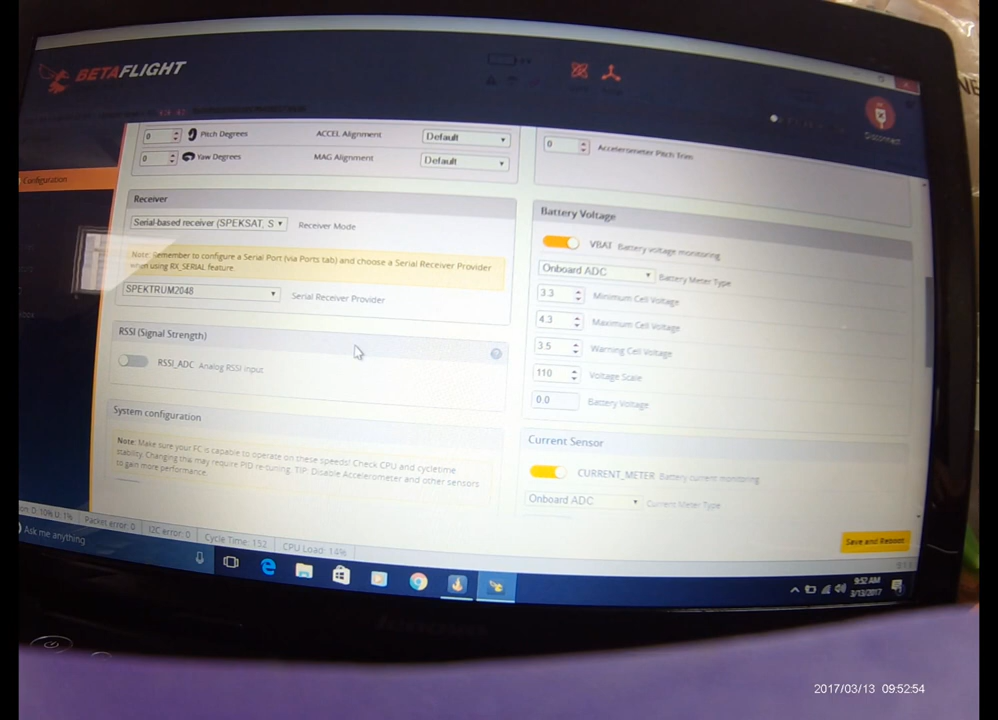 BETAFLIGHT
Disconnect
0 Pitch Degrees ACCEL Alignment Default
0 Yaw Degrees MAG Alignment Default
0 Accelerometer Pitch Trim
Configuration
Receiver
Serial-based receiver (SPEKSAT, S Receiver Mode
Note: Remember to configure a Serial Port (via Ports tab) and choose a Serial Receiver Provider
when using RX_SERIAL feature.
SPEKTRUM2048 Serial Receiver Provider
RSSI (Signal Strength)
RSSI_ADC Analog RSSI input
System configuration
Note: Make sure your FC is capable to operate on these speeds! Check CPU and cycletime
stability. Changing this may require PID re-tuning. TIP: Disable Accelerometer and other sensors
to gain more performance.
Battery Voltage
VBAT Battery voltage monitoring
Onboard ADC Battery Meter Type
3.3 Minimum Cell Voltage
4.3 Maximum Cell Voltage
3.5 Warning Cell Voltage
110 Voltage Scale
0.0 Battery Voltage
Current Sensor
CURRENT_METER Battery current monitoring
Onboard ADC Current Meter Type
Save and Reboot
D: 10% U: 1% Packet error: 0 I2C error: 0 Cycle Time: 152 CPU Load: 14%
Ask me anything
9:52 AM
3/13/2017
2017/03/13 09:52:54